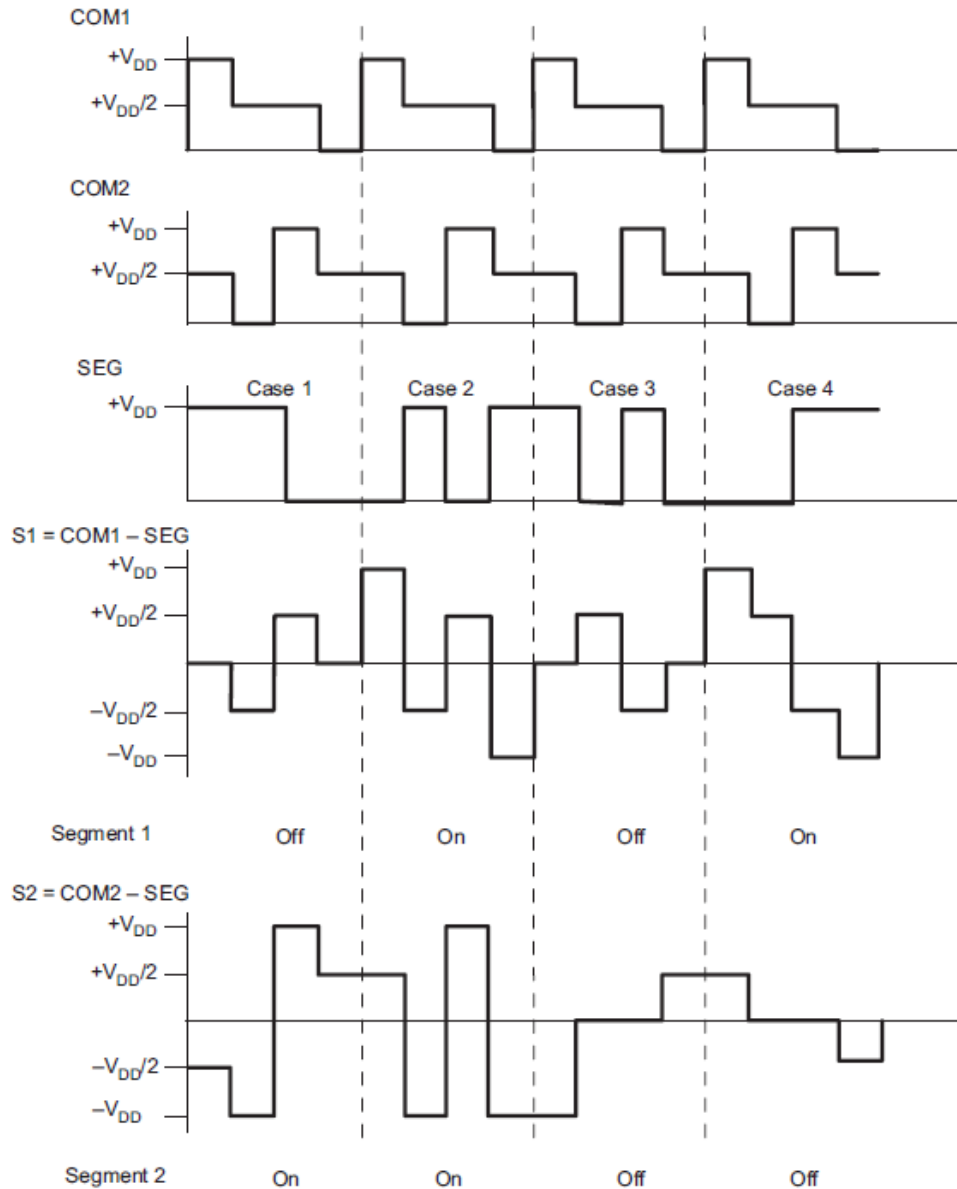 COM1
+VDD
+VDD/2
COM2
+VDD
+VDD/2
SEG
Case 1 Case 2 Case 3 Case 4
+VDD
S1 = COM1 – SEG
+VDD
+VDD/2
–VDD/2
–VDD
Segment 1 Off On Off On
S2 = COM2 – SEG
+VDD
+VDD/2
–VDD/2
–VDD
Segment 2 On On Off Off